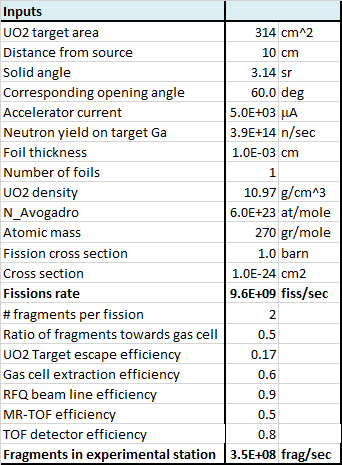 Inputs
UO2 target area 314 cm^2
Distance from source 10 cm
Solid angle 3.14 sr
Corresponding opening angle 60.0 deg
Accelerator current 5.0E+03 µA
Neutron yield on target Ga 3.9E+14 n/sec
Foil thickness 1.0E-03 cm
Number of foils 1
UO2 density 10.97 g/cm^3
N_Avogadro 6.0E+23 at/mole
Atomic mass 270 gr/mole
Fission cross section 1.0 barn
Cross section 1.0E-24 cm2
Fissions rate 9.6E+09 fiss/sec
# fragments per fission 2
Ratio of fragments towards gas cell 0.5
UO2 Target escape efficiency 0.17
Gas cell extraction efficiency 0.6
RFQ beam line efficiency 0.9
MR-TOF efficiency 0.5
TOF detector efficiency 0.8
Fragments in experimental station 3.5E+08 frag/sec